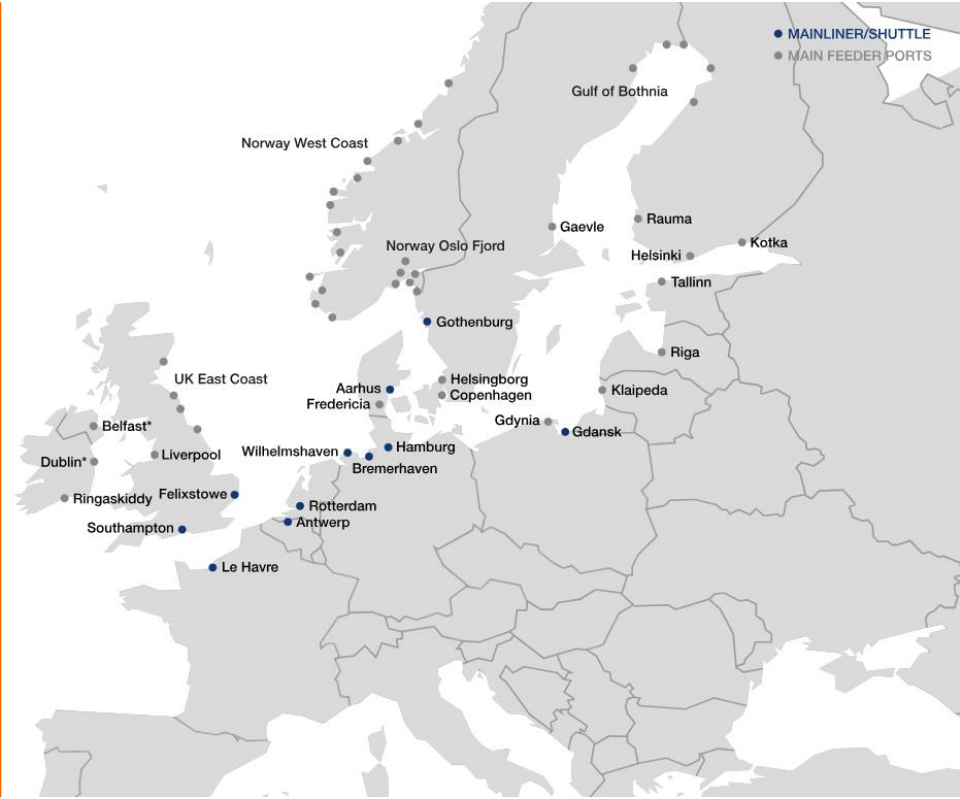 MAINLINER/SHUTTLE
MAIN FEEDER PORTS
Gulf of Bothnia
Norway West Coast
Gaevle
Rauma
Kotka
Norway Oslo Fjord
Helsinki
Tallinn
Gothenburg
Riga
UK East Coast
Helsingborg
Aarhus
Copenhagen
Klaipeda
Fredericia
Gdynia
Gdansk
Belfast*
Hamburg
Wilhelmshaven
Liverpool
Dublin*
Bremerhaven
Felixstowe
Ringaskiddy
Rotterdam
Antwerp
Southampton
Le Havre